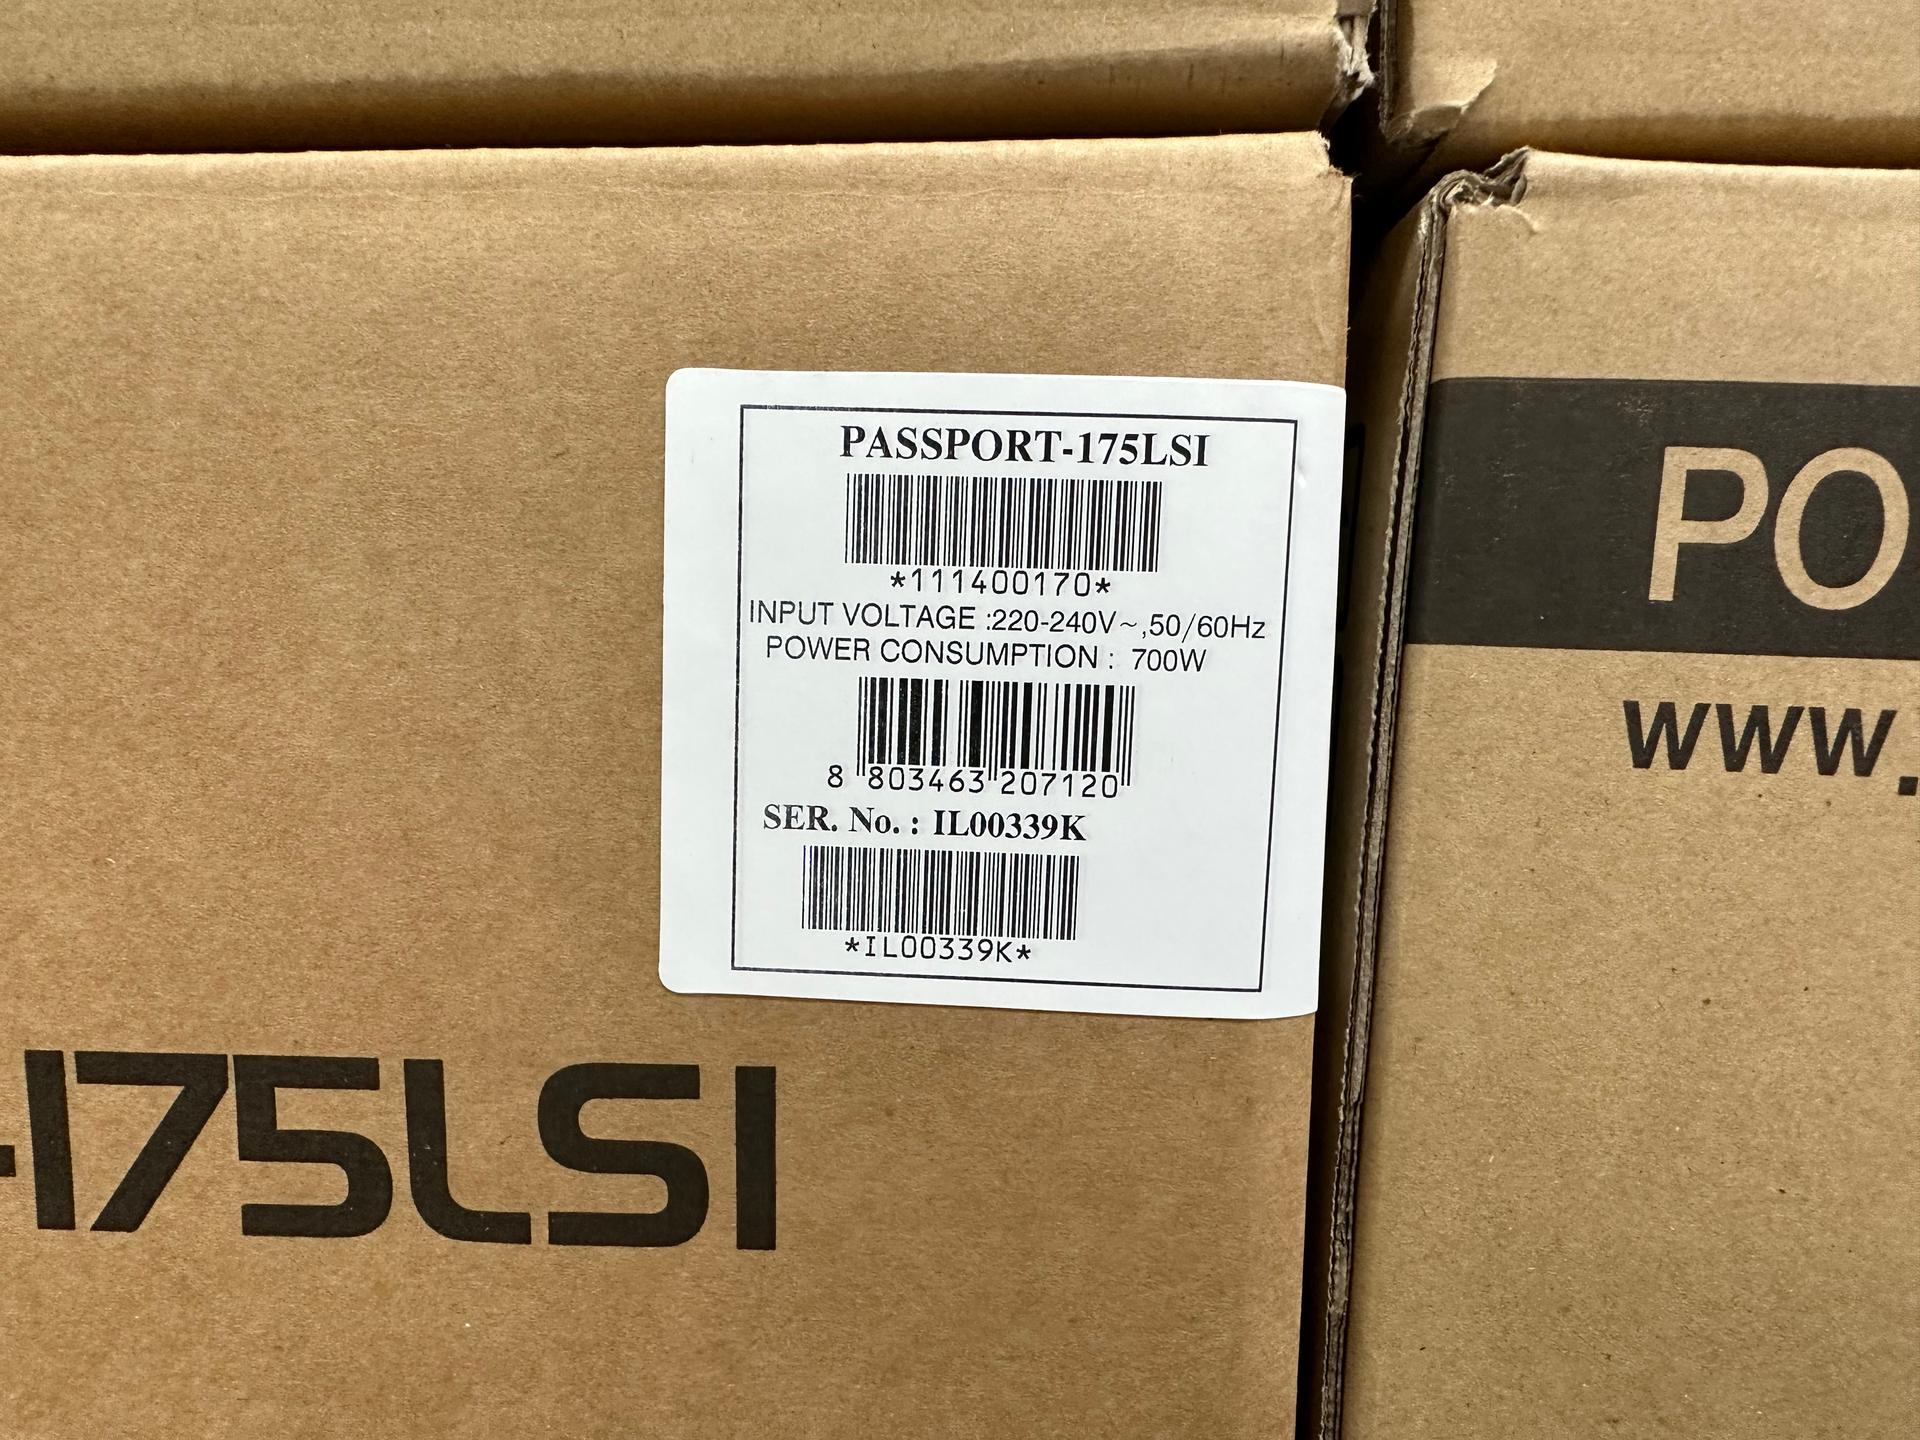 PASSPORT-175LSI
*111400170*
INPUT VOLTAGE :220-240V~,50/60Hz
POWER CONSUMPTION : 700W
8 803463 207120
SER. No. : IL00339K
*IL00339K*
-175LSI
PO
www.